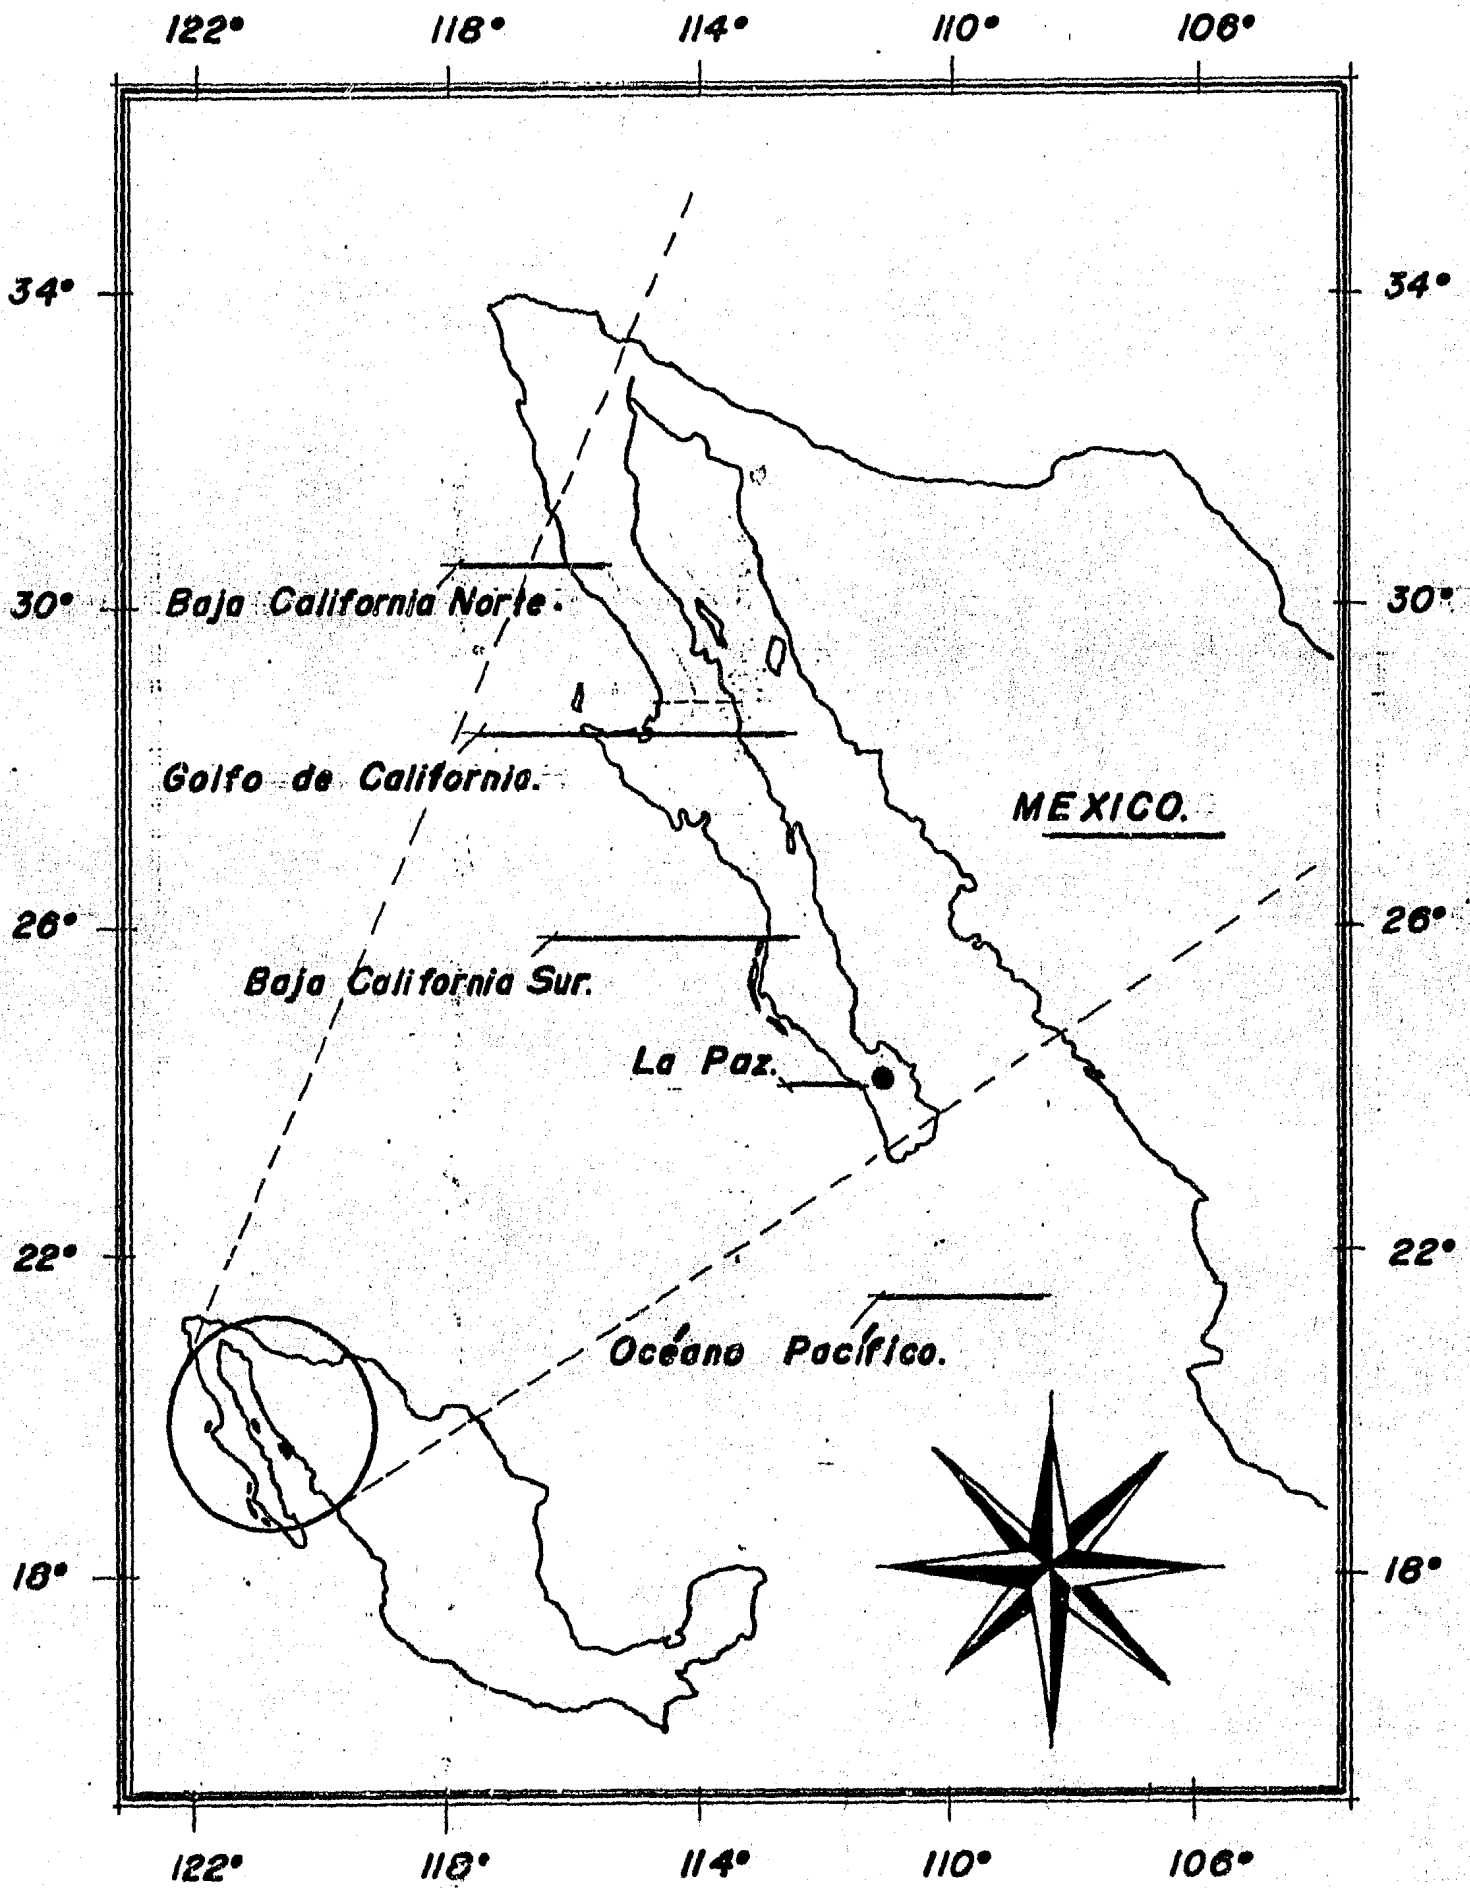 122° 118° 114° 110° 106°
34° 34°
30° Baja California Norte. 30°
Golfo de California.
MEXICO.
26° 26°
Baja California Sur.
La Paz.
22° 22°
Océano Pacífico.
18° 18°
122° 118° 114° 110° 106°